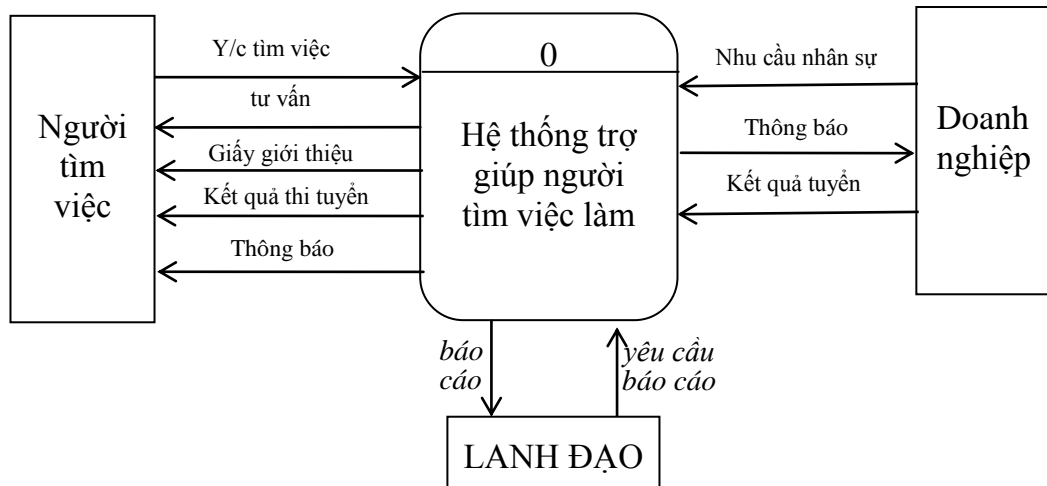 Người
tìm
việc
Y/c tìm việc
tư vấn
Giấy giới thiệu
Kết quả thi tuyển
Thông báo
0
Hệ thống trợ
giúp người
tìm việc làm
Nhu cầu nhân sự
Thông báo
Kết quả tuyển
Doanh
nghiệp
báo
cáo
yêu cầu
báo cáo
LANH ĐẠO